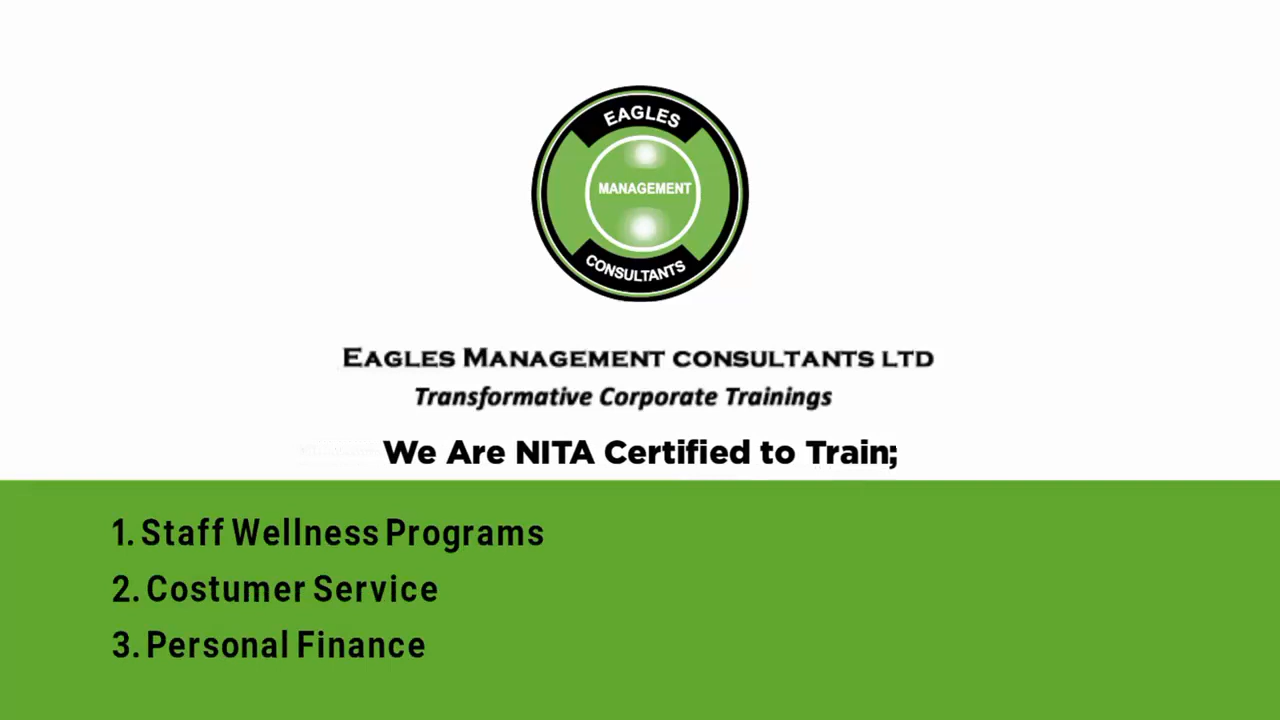 EAGLES
MANAGEMENT
CONSULTANTS
EAGLES MANAGEMENT CONSULTANTS LTD
Transformative Corporate Trainings
We Are NITA Certified to Train;
1. Staff Wellness Programs
2. Costumer Service
3. Personal Finance